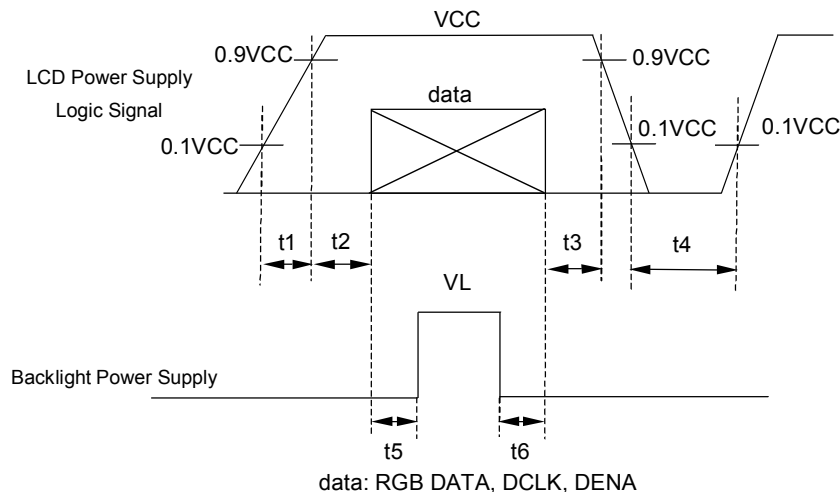 VCC
0.9VCC
0.9VCC
LCD Power Supply
Logic Signal
data
0.1VCC
0.1VCC
0.1VCC
t1
t2
t3
t4
VL
Backlight Power Supply
t5
t6
data: RGB DATA, DCLK, DENA